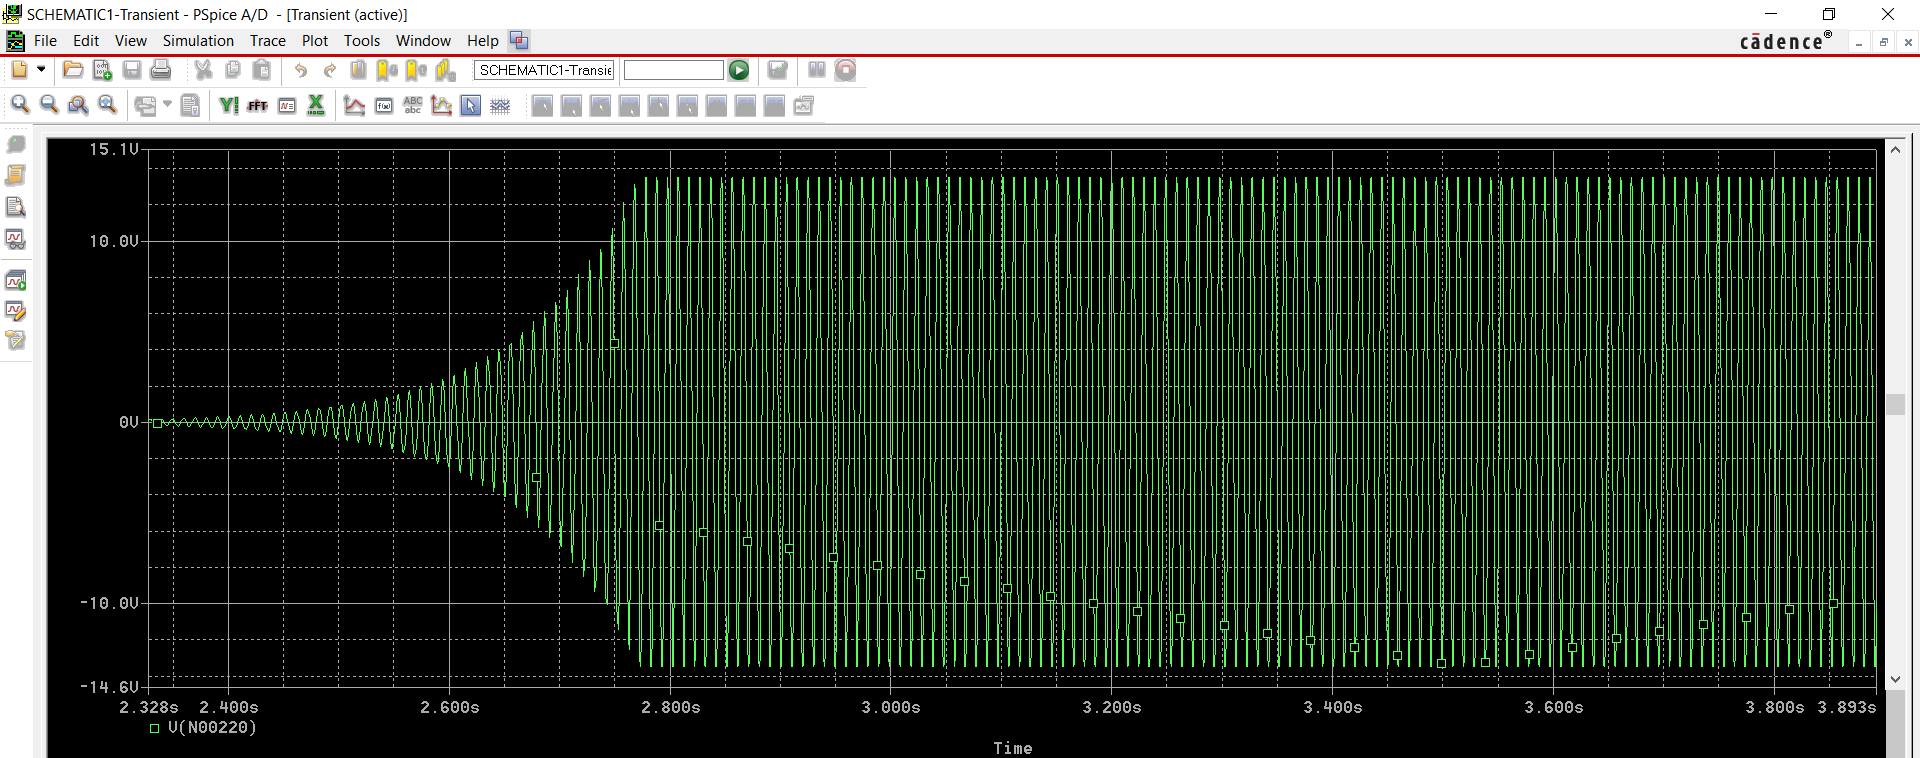 SCHEMATIC1-Transient - PSpice A/D - [Transient (active)]
File Edit View Simulation Trace Plot Tools Window Help
cādence®
SCHEMATIC1-Transie
Y! FFT
f(x) ABC
abc
15.1V
10.0V
0V
-10.0V
-14.6V
2.328s 2.400s 2.600s 2.800s 3.000s 3.200s 3.400s 3.600s 3.800s 3.893s
V(N00220)
Time